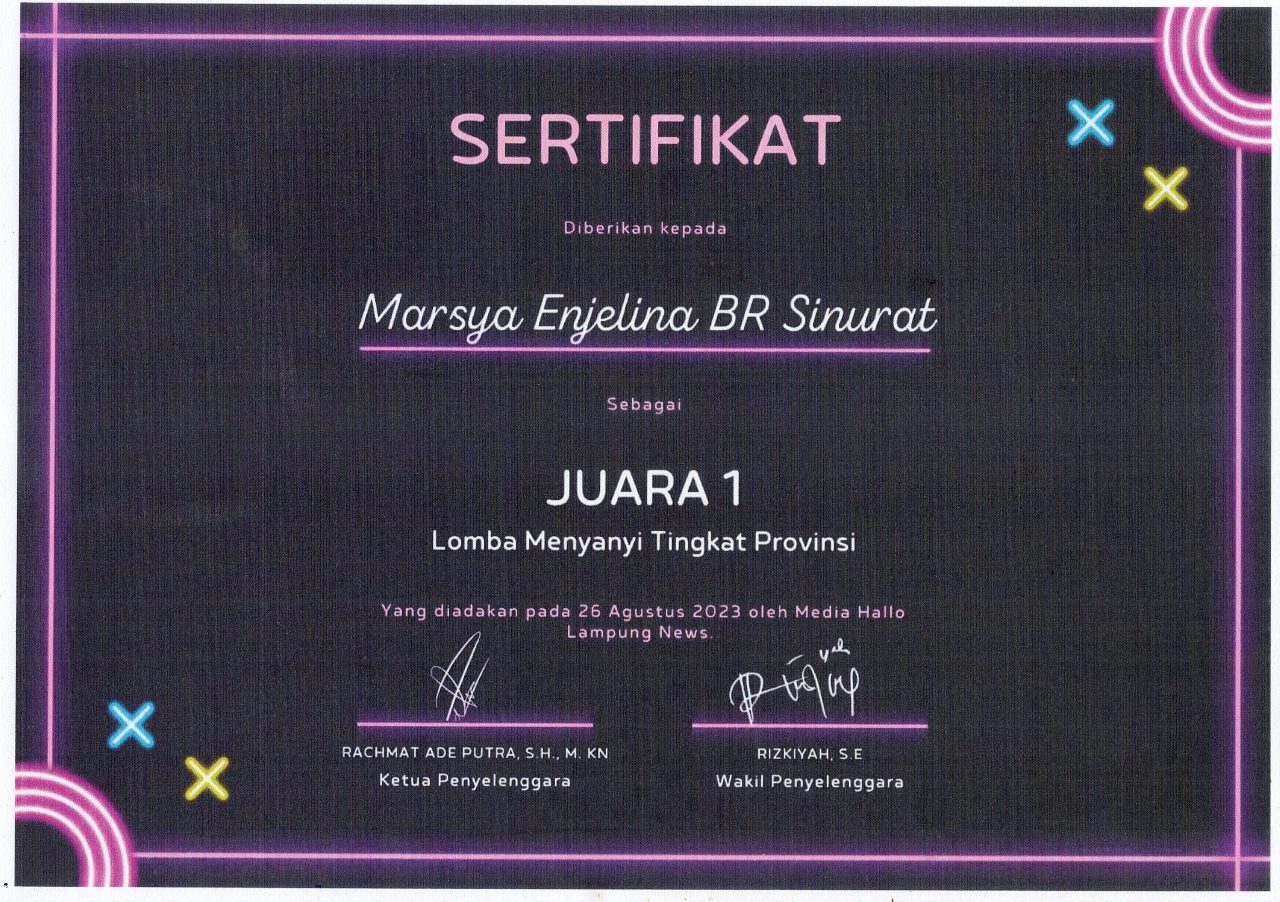 SERTIFIKAT
Diberikan kepada
Marsya Enjelina BR Sinurat
Sebagai
JUARA 1
Lomba Menyanyi Tingkat Provinsi
Yang diadakan pada 26 Agustus 2023 oleh Media Hallo
Lampung News.
RACHMAT ADE PUTRA, S.H., M. KN
Ketua Penyelenggara
RIZKIYAH, S.E
Wakil Penyelenggara